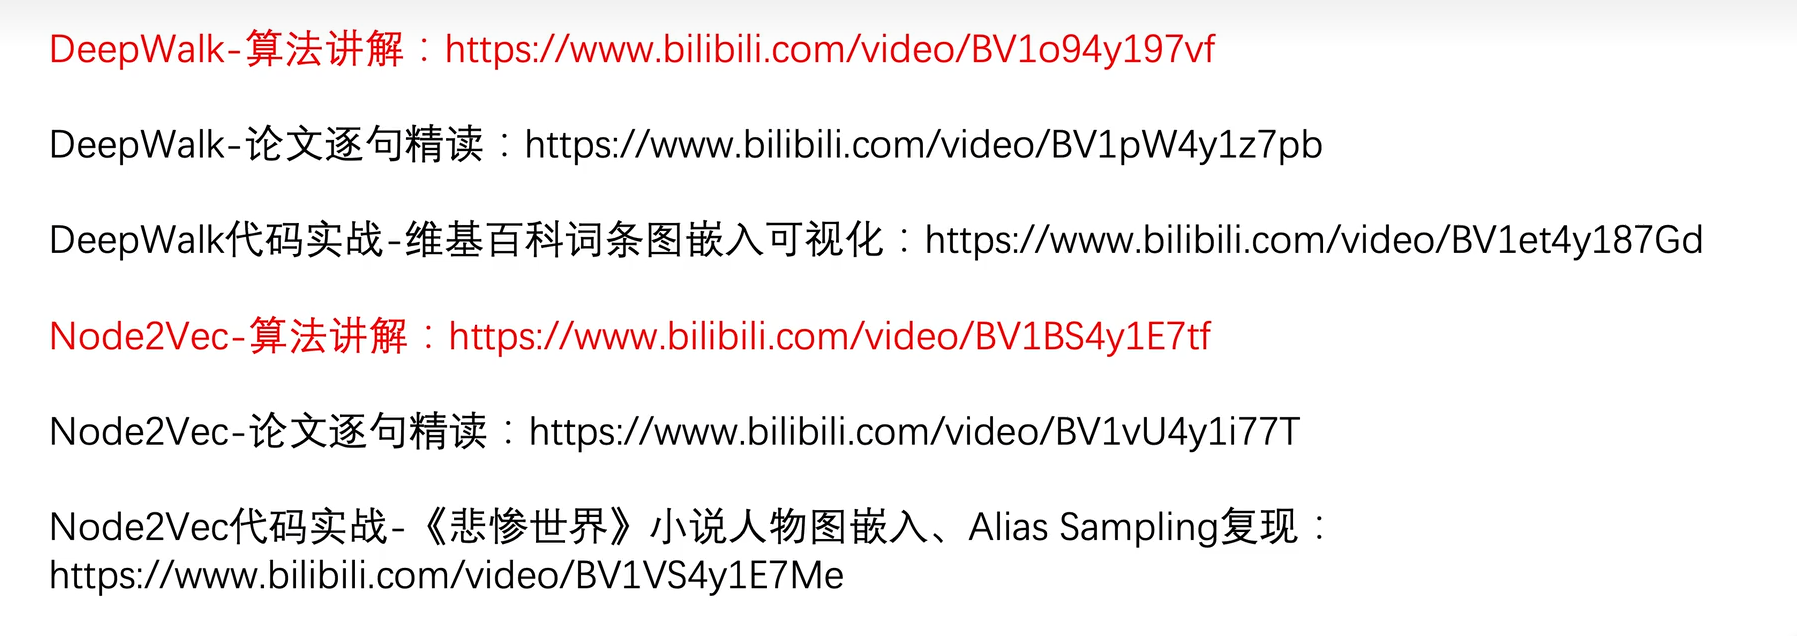 DeepWalk-算法讲解：https://www.bilibili.com/video/BV1o94y197vf
DeepWalk-论文逐句精读：https://www.bilibili.com/video/BV1pW4y1z7pb
DeepWalk代码实战-维基百科词条图嵌入可视化：https://www.bilibili.com/video/BV1et4y187Gd
Node2Vec-算法讲解：https://www.bilibili.com/video/BV1BS4y1E7tf
Node2Vec-论文逐句精读：https://www.bilibili.com/video/BV1vU4y1i77T
Node2Vec代码实战-《悲惨世界》小说人物图嵌入、Alias Sampling复现：
https://www.bilibili.com/video/BV1VS4y1E7Me